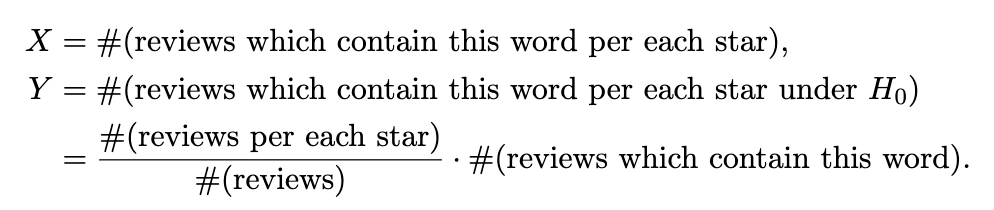 X = #(reviews which contain this word per each star),
Y = #(reviews which contain this word per each star under H₀)
= #(reviews per each star) / #(reviews) · #(reviews which contain this word).